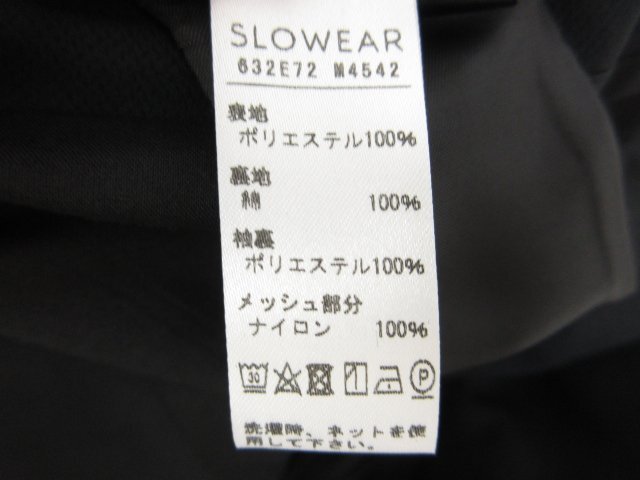 SLOWEAR
632E72 M4542
表地
ポリエステル100%
裏地
綿 100%
袖裏
ポリエステル100%
メッシュ部分
ナイロン 100%
30 P
洗濯時、ネットを使
用して下さい。